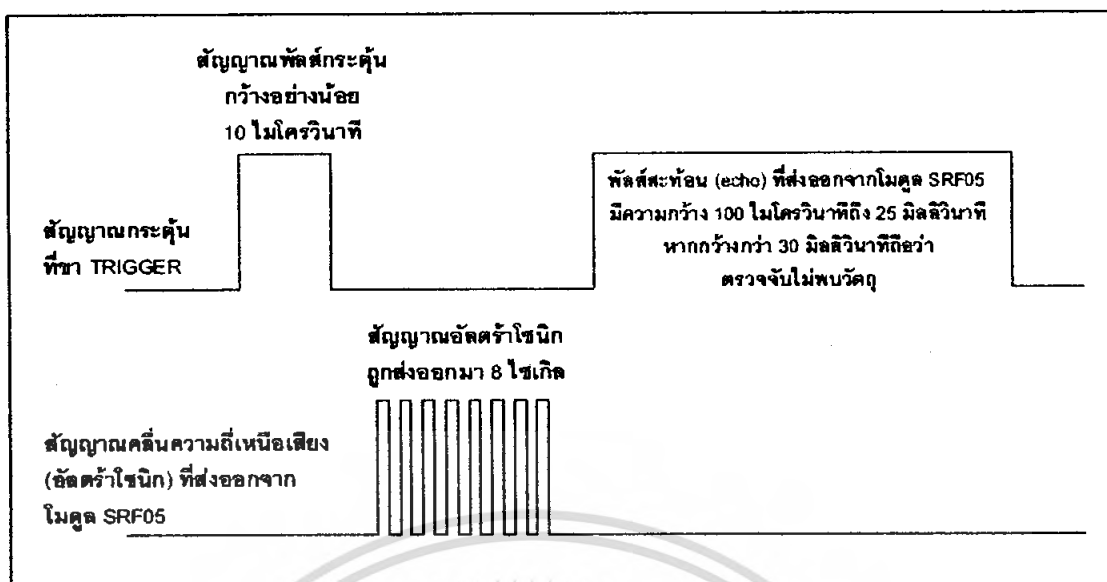 สัญญาณพัลส์กระตุ้น
กว้างอย่างน้อย
10 ไมโครวินาที
สัญญาณกระตุ้น
ที่ขา TRIGGER
พัลส์สะท้อน (echo) ที่ส่งออกจากโมดูล SRF05
มีความกว้าง 100 ไมโครวินาทีถึง 25 มิลลิวินาที
หากกว้างกว่า 30 มิลลิวินาทีถือว่า
ตรวจจับไม่พบวัตถุ
สัญญาณอัลตร้าโซนิก
ถูกส่งออกมา 8 ไซเกิล
สัญญาณคลื่นความถี่เหนือเสียง
(อัลตร้าโซนิก) ที่ส่งออกจาก
โมดูล SRF05